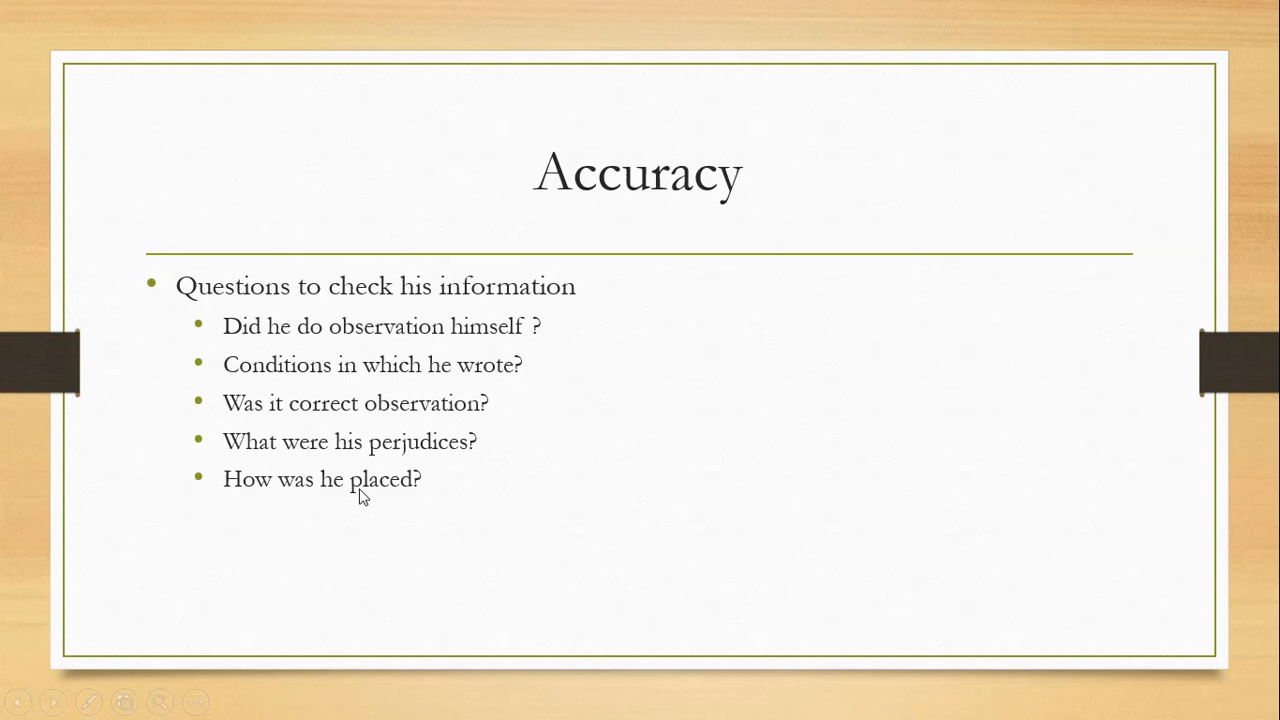 Accuracy
• Questions to check his information
• Did he do observation himself ?
• Conditions in which he wrote?
• Was it correct observation?
• What were his perjudices?
• How was he placed?